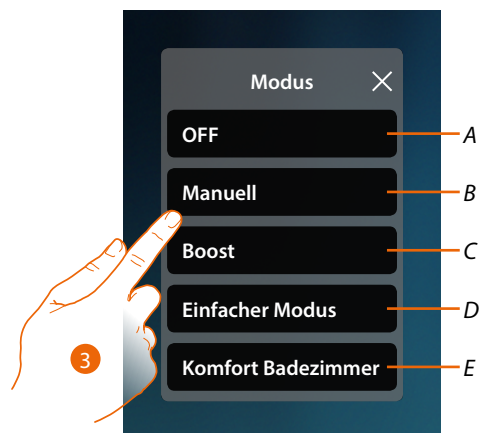 Modus
OFF A
Manuell B
Boost C
Einfacher Modus D
3
Komfort Badezimmer E